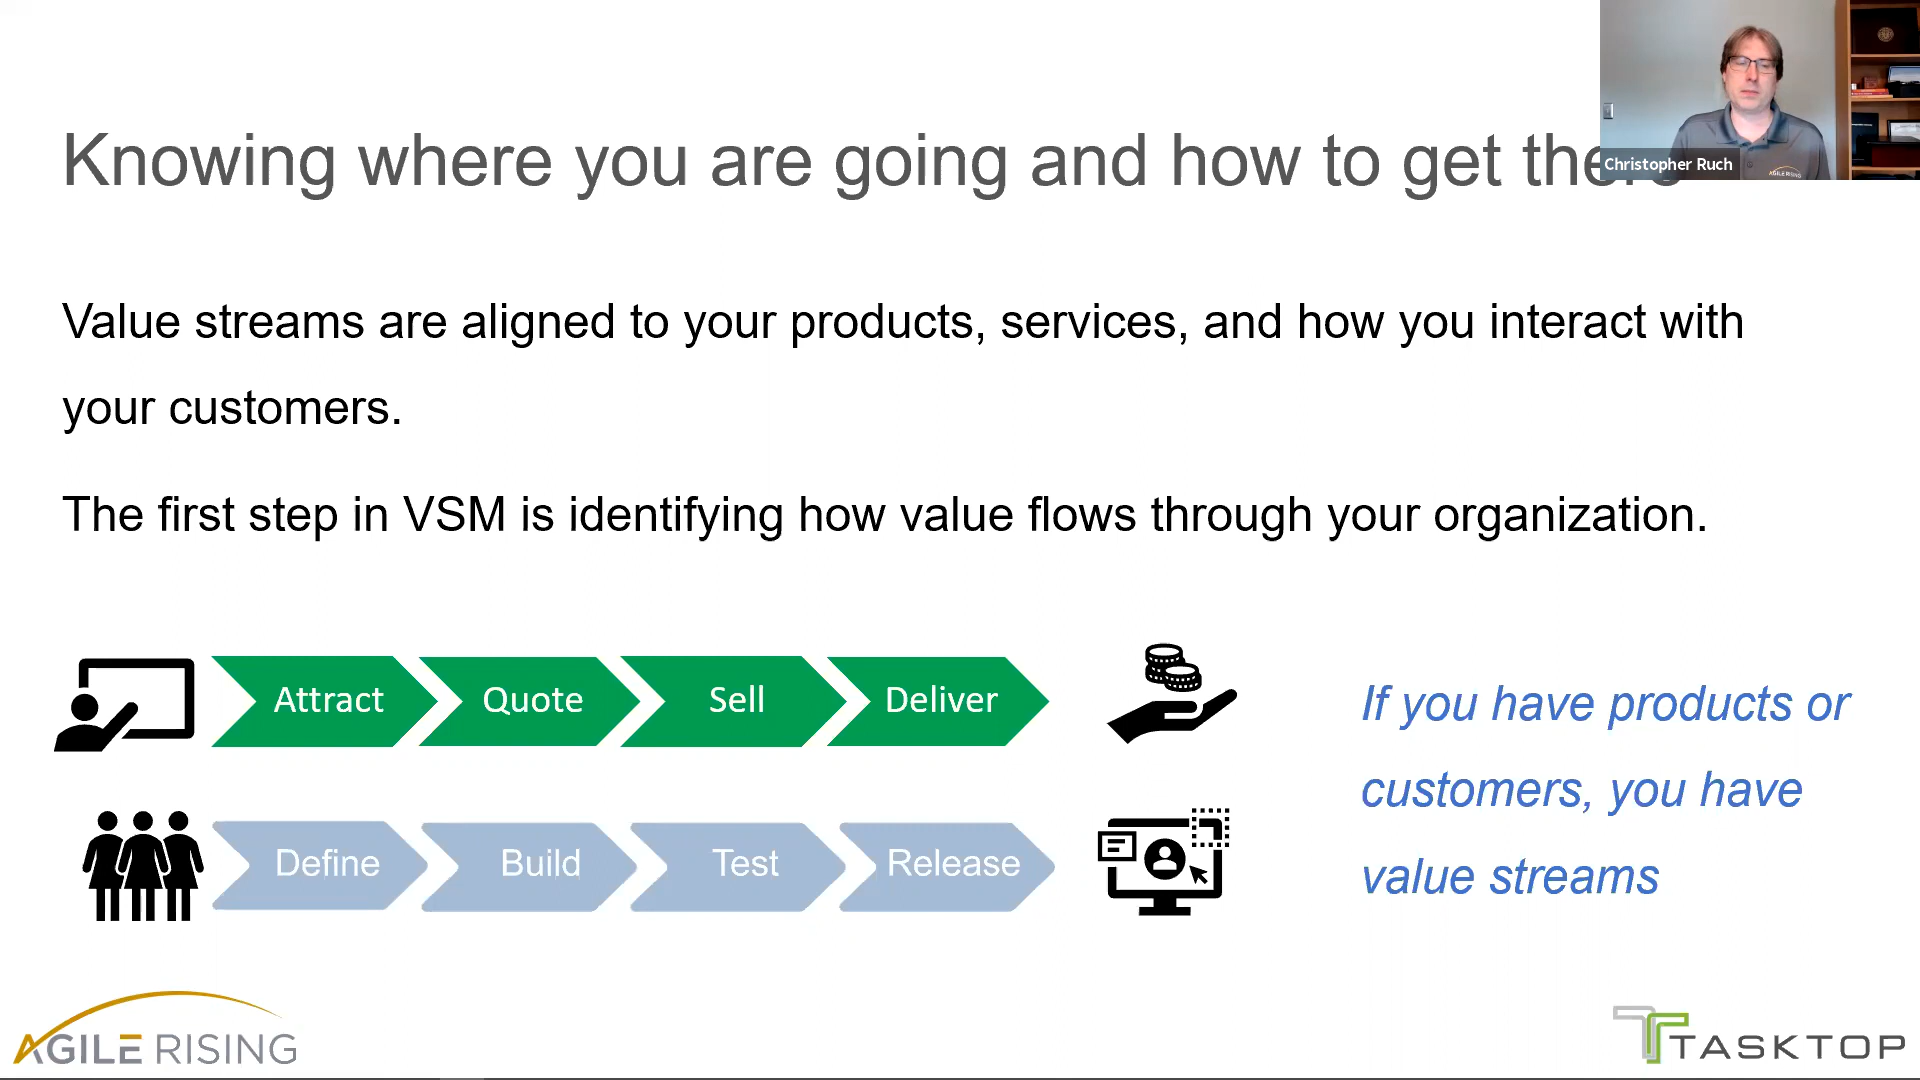 Knowing where you are going and how to get there
Christopher Ruch
AGILE RISING
Value streams are aligned to your products, services, and how you interact with
your customers.
The first step in VSM is identifying how value flows through your organization.
Attract
Quote
Sell
Deliver
Define
Build
Test
Release
If you have products or
customers, you have
value streams
AGILE RISING
TASKTOP